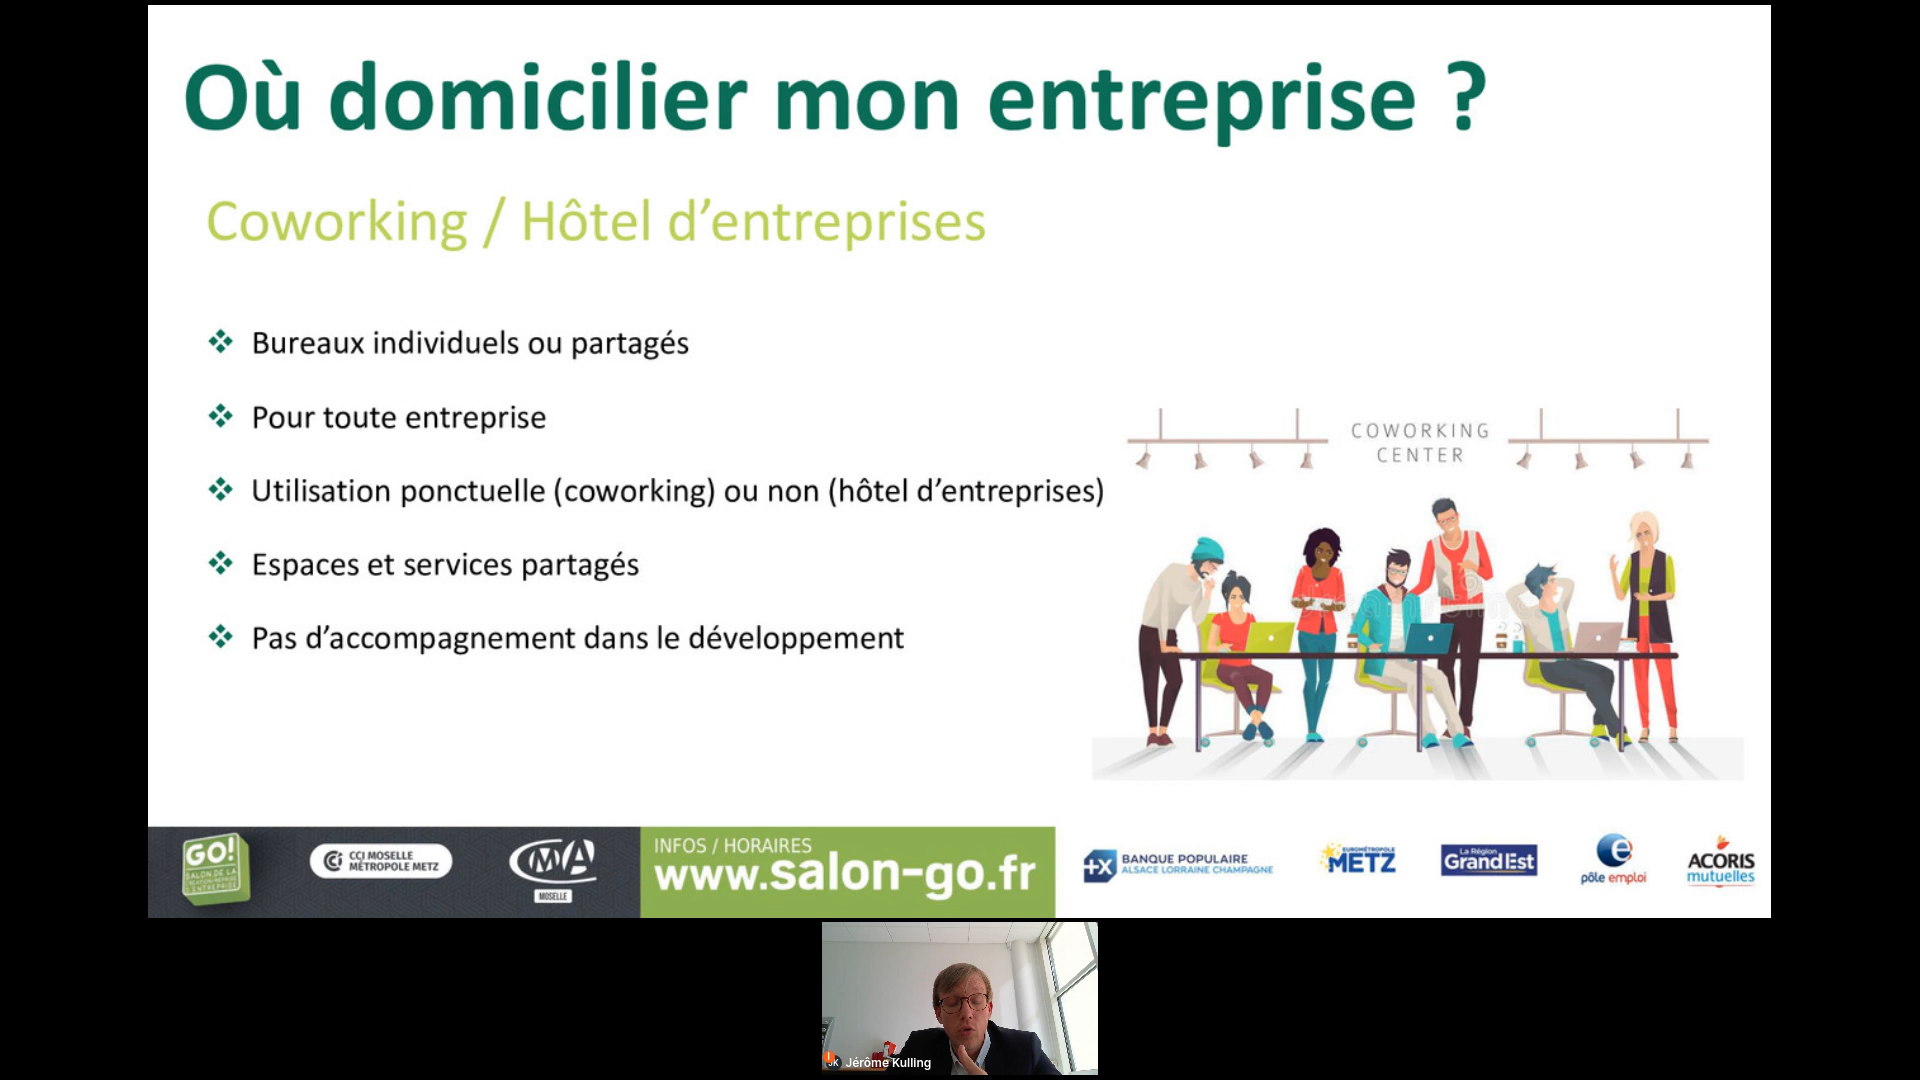 Où domicilier mon entreprise ?
Coworking / Hôtel d’entreprises
Bureaux individuels ou partagés
Pour toute entreprise
Utilisation ponctuelle (coworking) ou non (hôtel d’entreprises)
Espaces et services partagés
Pas d’accompagnement dans le développement
COWORKING
CENTER
GO!
SALON DE LA
CRÉATION-REPRISE
D'ENTREPRISE
CCI MOSELLE
MÉTROPOLE METZ
CMA
MOSELLE
INFOS / HORAIRES
www.salon-go.fr
+X BANQUE POPULAIRE
ALSACE LORRAINE CHAMPAGNE
EUROMÉTROPOLE
METZ
La Région
Grand Est
pôle emploi
ACORIS
mutuelles
JK Jérôme Kulling